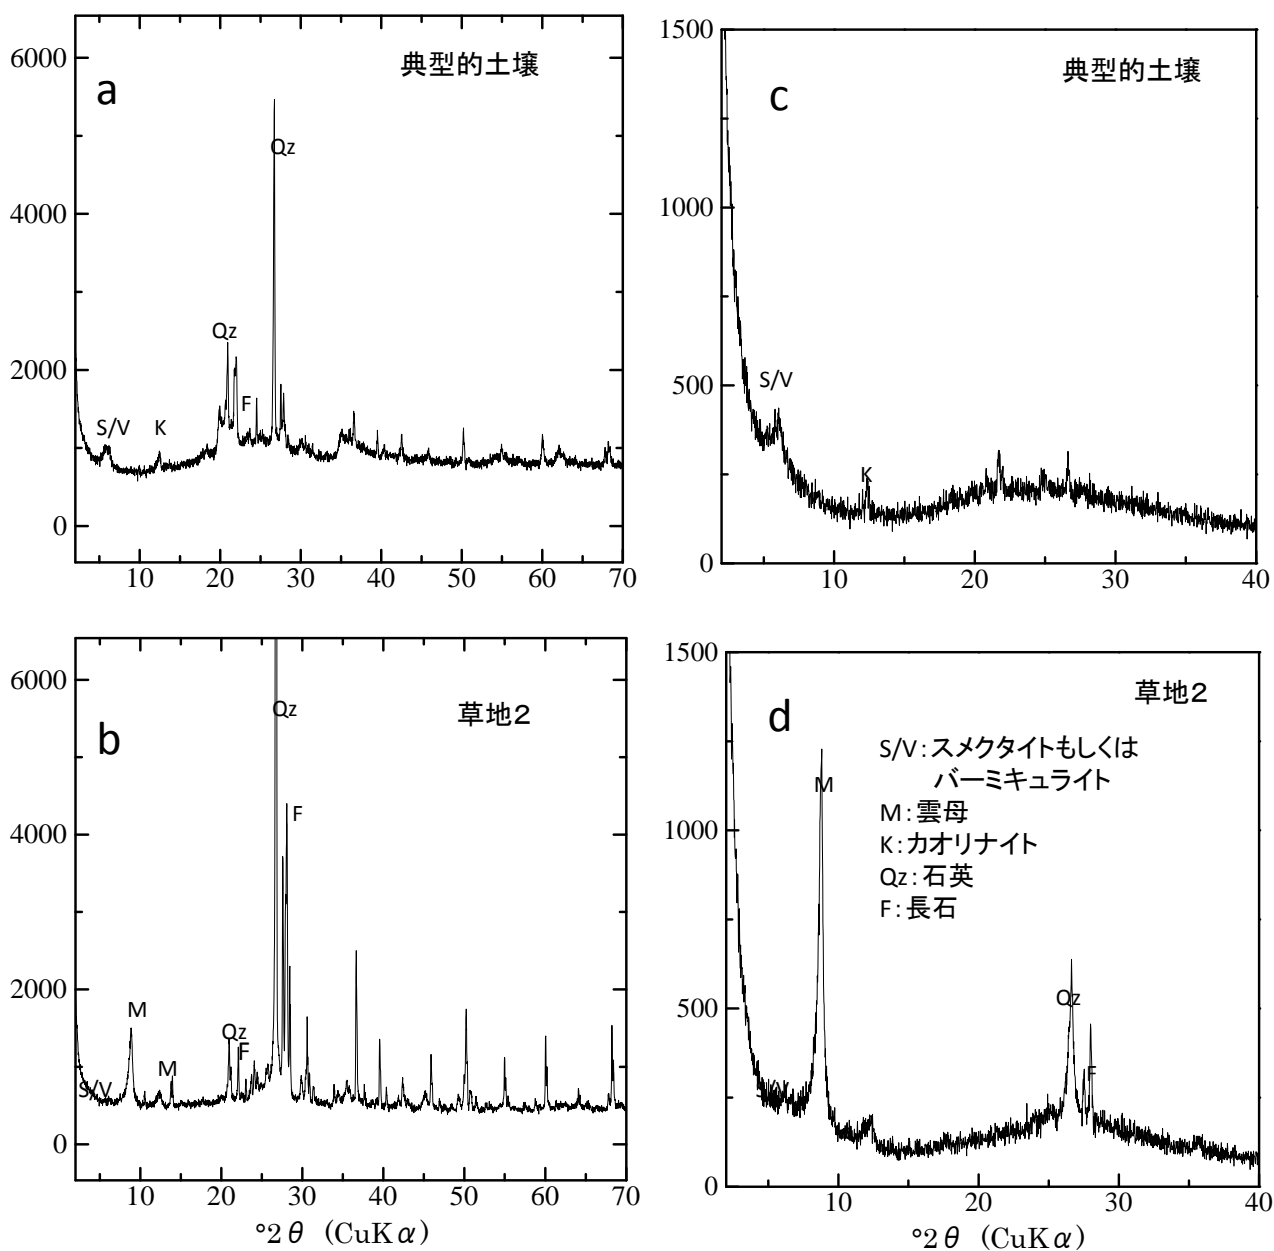 6000
4000
2000
0
a
典型的土壌
Qz
Qz
F
S/V
K
10
20
30
40
50
60
70
1500
1000
500
0
c
典型的土壌
S/V
K
10
20
30
40
6000
4000
2000
0
b
草地2
Qz
F
M
Qz
F
M
S/V
10
20
30
40
50
60
70
°2θ (CuKα)
1500
1000
500
0
d
草地2
S/V:スメクタイトもしくは
バーミキュライト
M:雲母
K:カオリナイト
Qz:石英
F:長石
M
Qz
F
10
20
30
40
°2θ (CuKα)